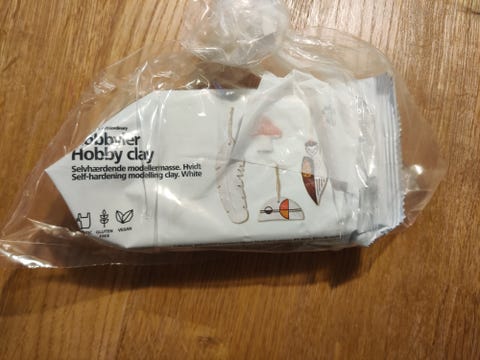 Hobby clay
Selvhærdende modellermasse. Hvidt
Self-hardening modelling clay. White
GLUTEN
FREE
VEGAN